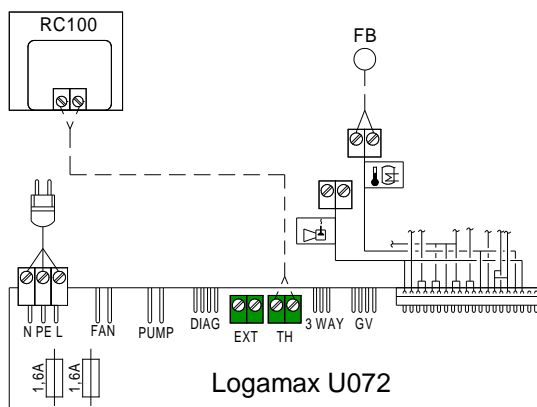 RC100
FB
N PE L
FAN
PUMP
DIAG
EXT
TH
3 WAY
GV
1,6A
1,6A
Logamax U072